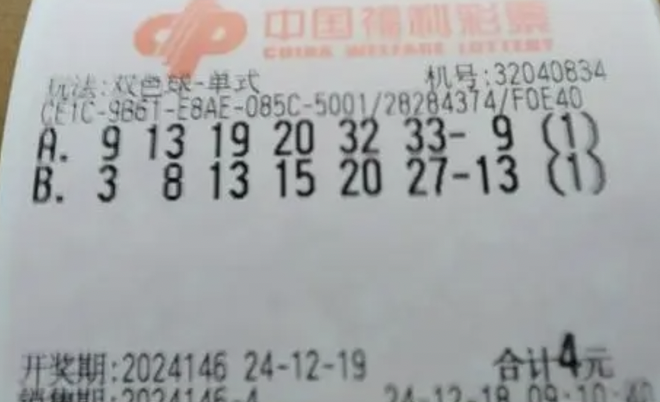 中国福利彩票
CHINA WELFARE LOTTERY
玩法:双色球-单式 机号:32040834
CE1C-9B61-E8AE-085C-5001/28284374/F0E40
A. 9 13 19 20 32 33- 9 (1)
B. 3 8 13 15 20 27-13 (1)
开奖期:2024146 24-12-19 合计4元
销售期:2024146-4 24-12-18 09:10:40